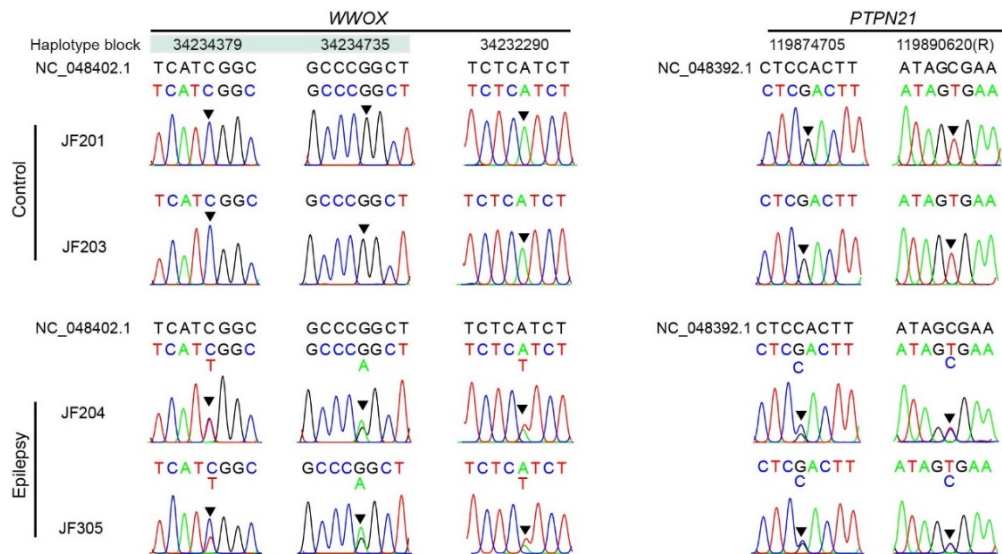 WWOX PTPN21
Haplotype block 34234379 34234735 34232290 119874705 119890620(R)
NC_048402.1 TCATCGGC GCCCGGCT TCTCATCT NC_048392.1 CTCCACTT ATAGCGAA
TCATCGGC GCCCGGCT TCTCATCT CTCGACTT ATAGTGAA
Control
JF201
TCATCGGC GCCCGGCT TCTCATCT CTCGACTT ATAGTGAA
JF203
NC_048402.1 TCATCGGC GCCCGGCT TCTCATCT NC_048392.1 CTCCACTT ATAGCGAA
TCATCGGC GCCCGGCT TCTCATCT CTCGACTT ATAGTGAA
T A T C C
Epilepsy
JF204
TCATCGGC GCCCGGCT TCTCATCT CTCGACTT ATAGTGAA
T A T C C
JF305